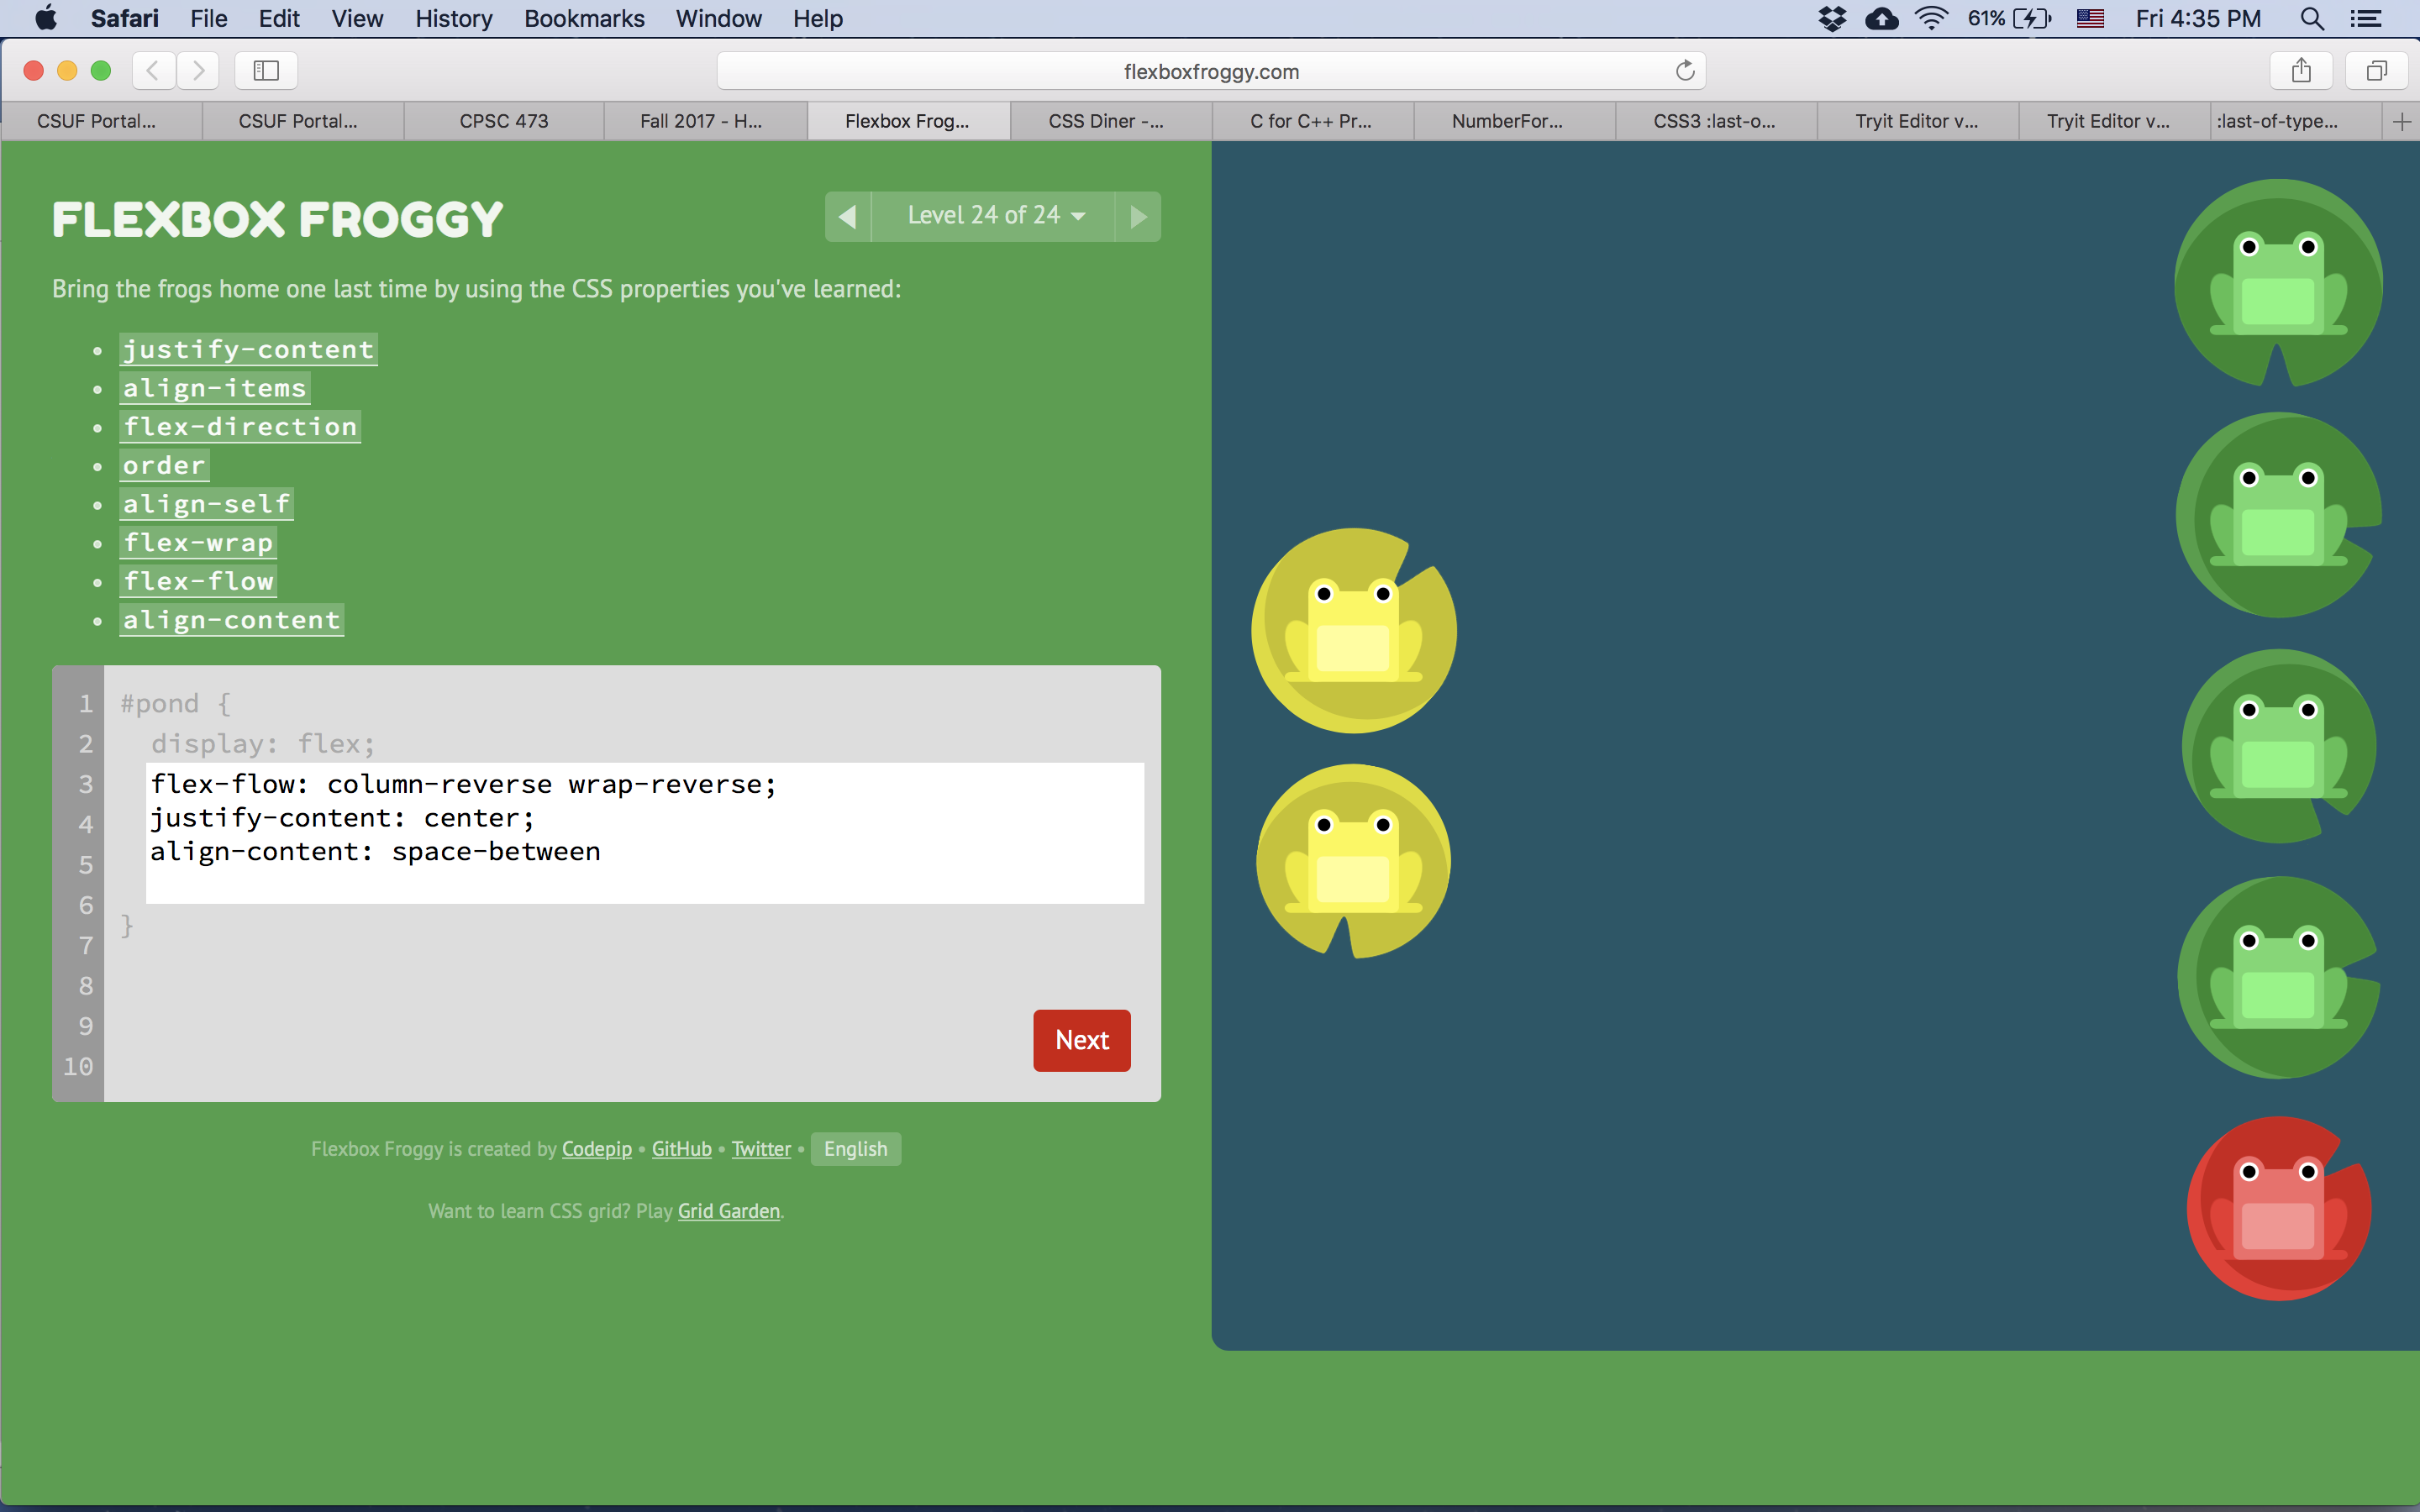 Safari File Edit View History Bookmarks Window Help 61% Fri 4:35 PM
flexboxfroggy.com
CSUF Portal... CSUF Portal... CPSC 473 Fall 2017 - H... Flexbox Frog... CSS Diner -... C for C++ Pr... NumberFor... CSS3 :last-o... Tryit Editor v... Tryit Editor v... :last-of-type...
FLEXBOX FROGGY
Level 24 of 24
Bring the frogs home one last time by using the CSS properties you've learned:
• justify-content
• align-items
• flex-direction
• order
• align-self
• flex-wrap
• flex-flow
• align-content
1 #pond {
2 display: flex;
3 flex-flow: column-reverse wrap-reverse;
4 justify-content: center;
5 align-content: space-between
6
7 }
8
9
10
Next
Flexbox Froggy is created by Codepip • GitHub • Twitter • English
Want to learn CSS grid? Play Grid Garden.